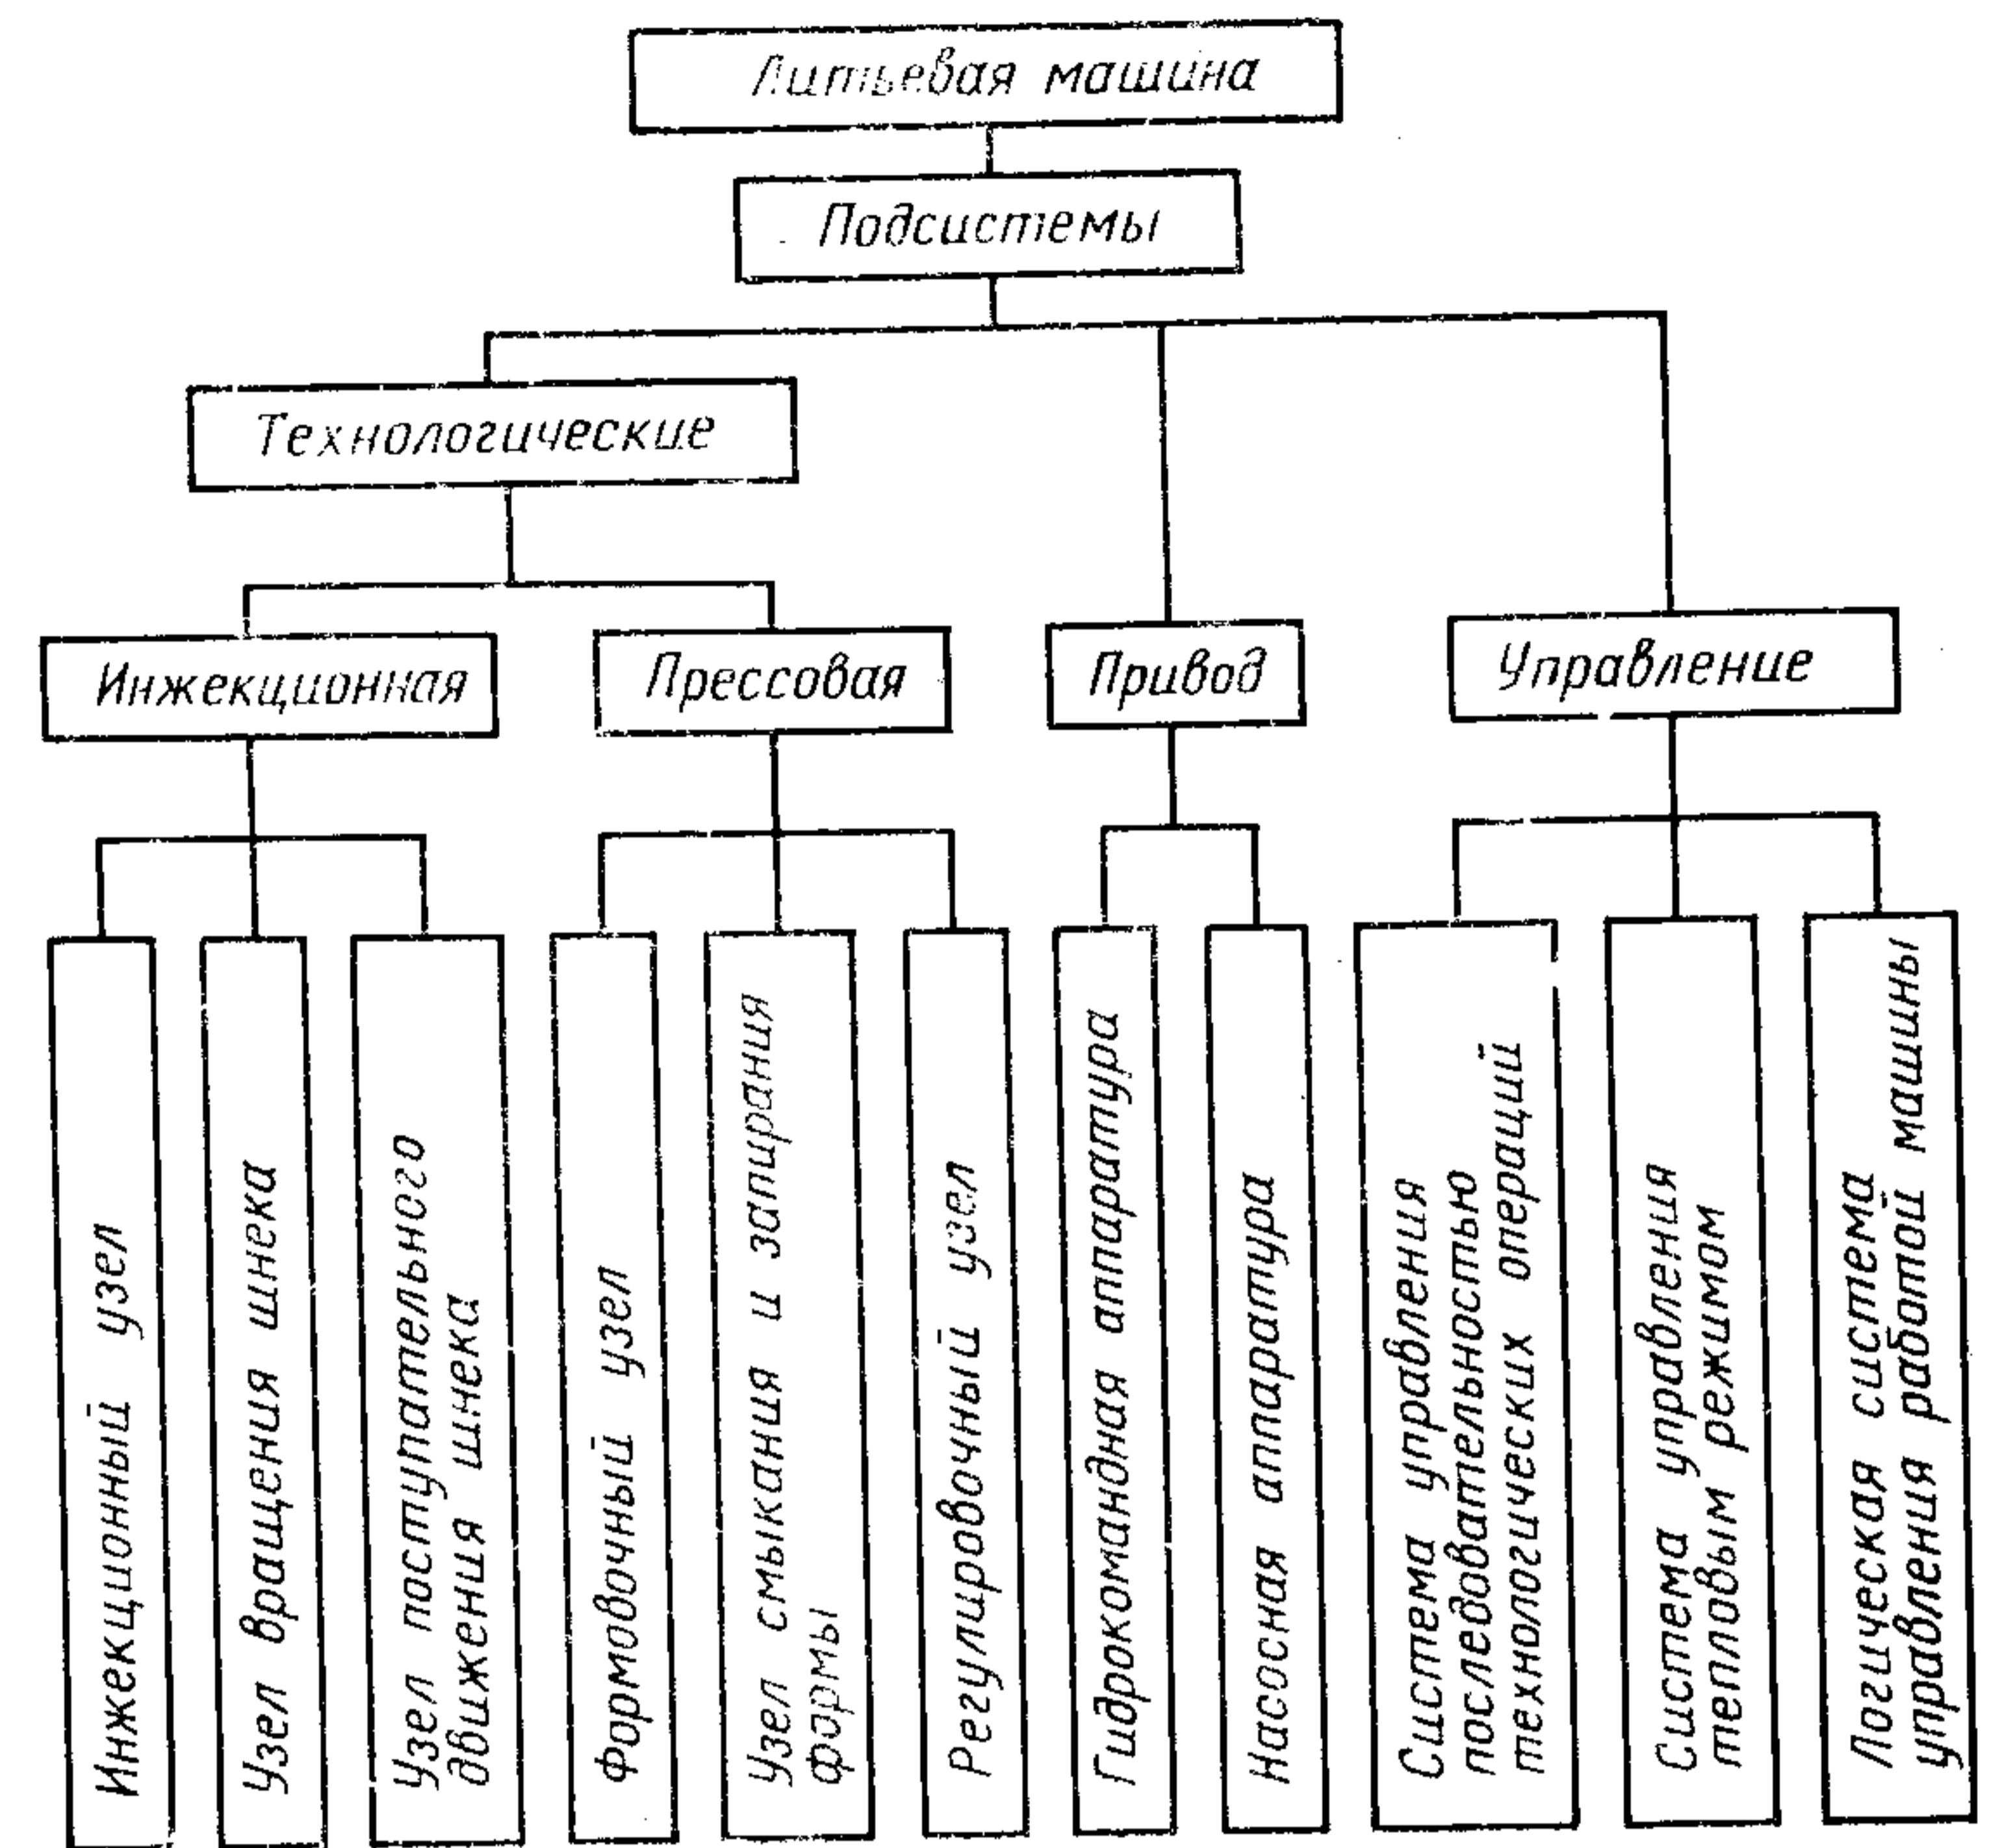 Литьевая машина
Подсистемы
Технологические
Инжекционная
Прессовая
Привод
Управление
Инжекционный узел
Узел вращения шнека
Узел поступательного
движения шнека
Формовочный узел
Узел смыкания и запирания
формы
Регулировочный узел
Гидрокомандная аппаратура
Насосная аппаратура
Система управления
последовательностью
технологических операций
Система управления
тепловым режимом
Логическая система
управления работой машины